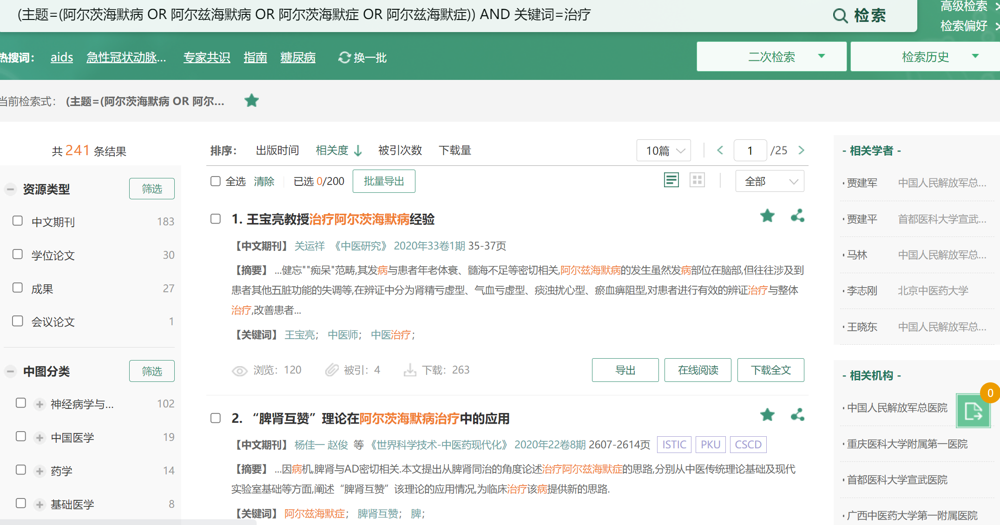 (主题=(阿尔茨海默病 OR 阿尔兹海默病 OR 阿尔茨海默症 OR 阿尔兹海默症)) AND 关键词=治疗
检索
高级检索
检索偏好
热搜词： aids 急性冠状动脉... 专家共识 指南 糖尿病 换一批
二次检索 检索历史
当前检索式： (主题=(阿尔茨海默病 OR 阿尔...
共 241 条结果
资源类型 筛选
中文期刊 183
学位论文 30
成果 27
会议论文 1
中图分类 筛选
神经病学与... 102
中国医学 19
药学 14
基础医学 8
排序： 出版时间 相关度 被引次数 下载量 10篇 1 /25
全选 清除 已选 0/200 批量导出 全部
1. 王宝亮教授治疗阿尔茨海默病经验
【中文期刊】 关运祥 《中医研究》 2020年33卷1期 35-37页
【摘要】 ...健忘""痴呆"范畴,其发病与患者年老体衰、髓海不足等密切相关,阿尔兹海默病的发生虽然发病部位在脑部,但往往涉及到
患者其他五脏功能的失调等,在辨证中分为肾精亏虚型、气血亏虚型、痰浊扰心型、瘀血痹阻型,对患者进行有效的辨证治疗与整体
治疗,改善患者...
【关键词】 王宝亮； 中医师； 中医治疗；
浏览：120 被引：4 下载：263 导出 在线阅读 下载全文
2. “脾肾互赞”理论在阿尔茨海默病治疗中的应用
【中文期刊】 杨佳一 赵俊 等 《世界科学技术-中医药现代化》 2020年22卷8期 2607-2614页 ISTIC PKU CSCD
【摘要】 ...因病机,脾肾与AD密切相关.本文提出从脾肾同治的角度论述治疗阿尔兹海默症的思路,分别从中医传统理论基础及现代
实验室基础等方面,阐述“脾肾互赞”该理论的应用情况,为临床治疗该病提供新的思路.
【关键词】 阿尔兹海默症； 脾肾互赞； 脾；
- 相关学者 -
贾建军 中国人民解放军总...
贾建平 首都医科大学宣武...
马林 中国人民解放军总...
李志刚 北京中医药大学
王晓东 中国人民解放军总...
- 相关机构 -
0
中国人民解放军总医院
重庆医科大学附属第一医院
首都医科大学宣武医院
广西中医药大学第一附属医院